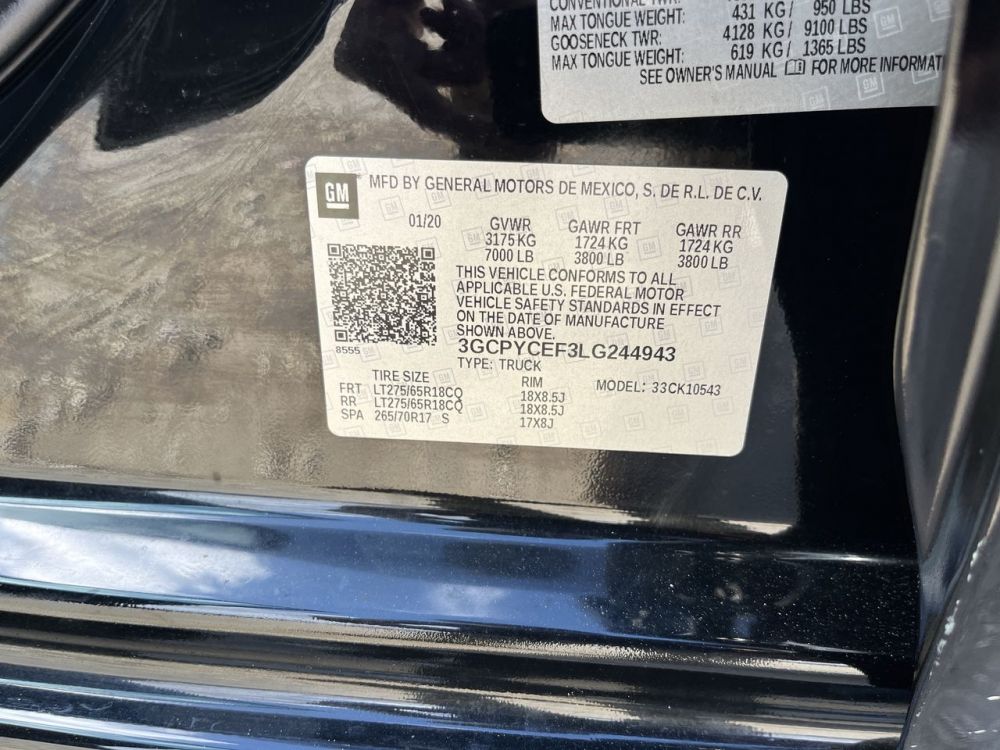 CONVENTIONAL TWR:
MAX TONGUE WEIGHT: 431 KG/ 950 LBS
GOOSENECK TWR: 4128 KG/ 9100 LBS
MAX TONGUE WEIGHT: 619 KG/ 1365 LBS
SEE OWNER'S MANUAL FOR MORE INFORMAT
GM MFD BY GENERAL MOTORS DE MEXICO, S. DE R.L. DE C.V.
01/20 GVWR GAWR FRT GAWR RR
3175 KG 1724 KG 1724 KG
7000 LB 3800 LB 3800 LB
THIS VEHICLE CONFORMS TO ALL
APPLICABLE U.S. FEDERAL MOTOR
VEHICLE SAFETY STANDARDS IN EFFECT
ON THE DATE OF MANUFACTURE
SHOWN ABOVE.
8555 3GCPYCEF3LG244943
TYPE: TRUCK
TIRE SIZE RIM MODEL: 33CK10543
FRT LT275/65R18CQ 18X8.5J
RR LT275/65R18CQ 18X8.5J
SPA 265/70R17 S 17X8J